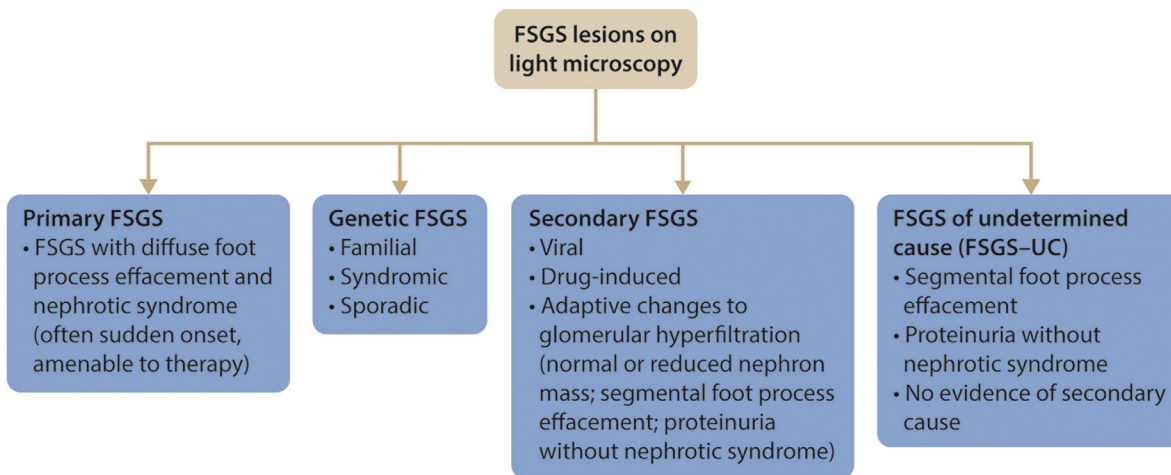 FSGS lesions on
light microscopy
Primary FSGS
• FSGS with diffuse foot
process effacement and
nephrotic syndrome
(often sudden onset,
amenable to therapy)
Genetic FSGS
• Familial
• Syndromic
• Sporadic
Secondary FSGS
• Viral
• Drug-induced
• Adaptive changes to
glomerular hyperfiltration
(normal or reduced nephron
mass; segmental foot process
effacement; proteinuria
without nephrotic syndrome)
FSGS of undetermined
cause (FSGS–UC)
• Segmental foot process
effacement
• Proteinuria without
nephrotic syndrome
• No evidence of secondary
cause